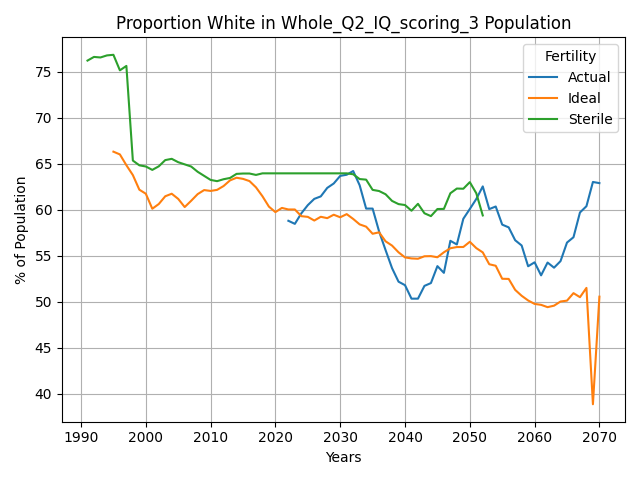 Proportion White in Whole_Q2_IQ_scoring_3 Population
Fertility
Actual
Ideal
Sterile
% of Population
75
70
65
60
55
50
45
40
1990
2000
2010
2020
2030
2040
2050
2060
2070
Years